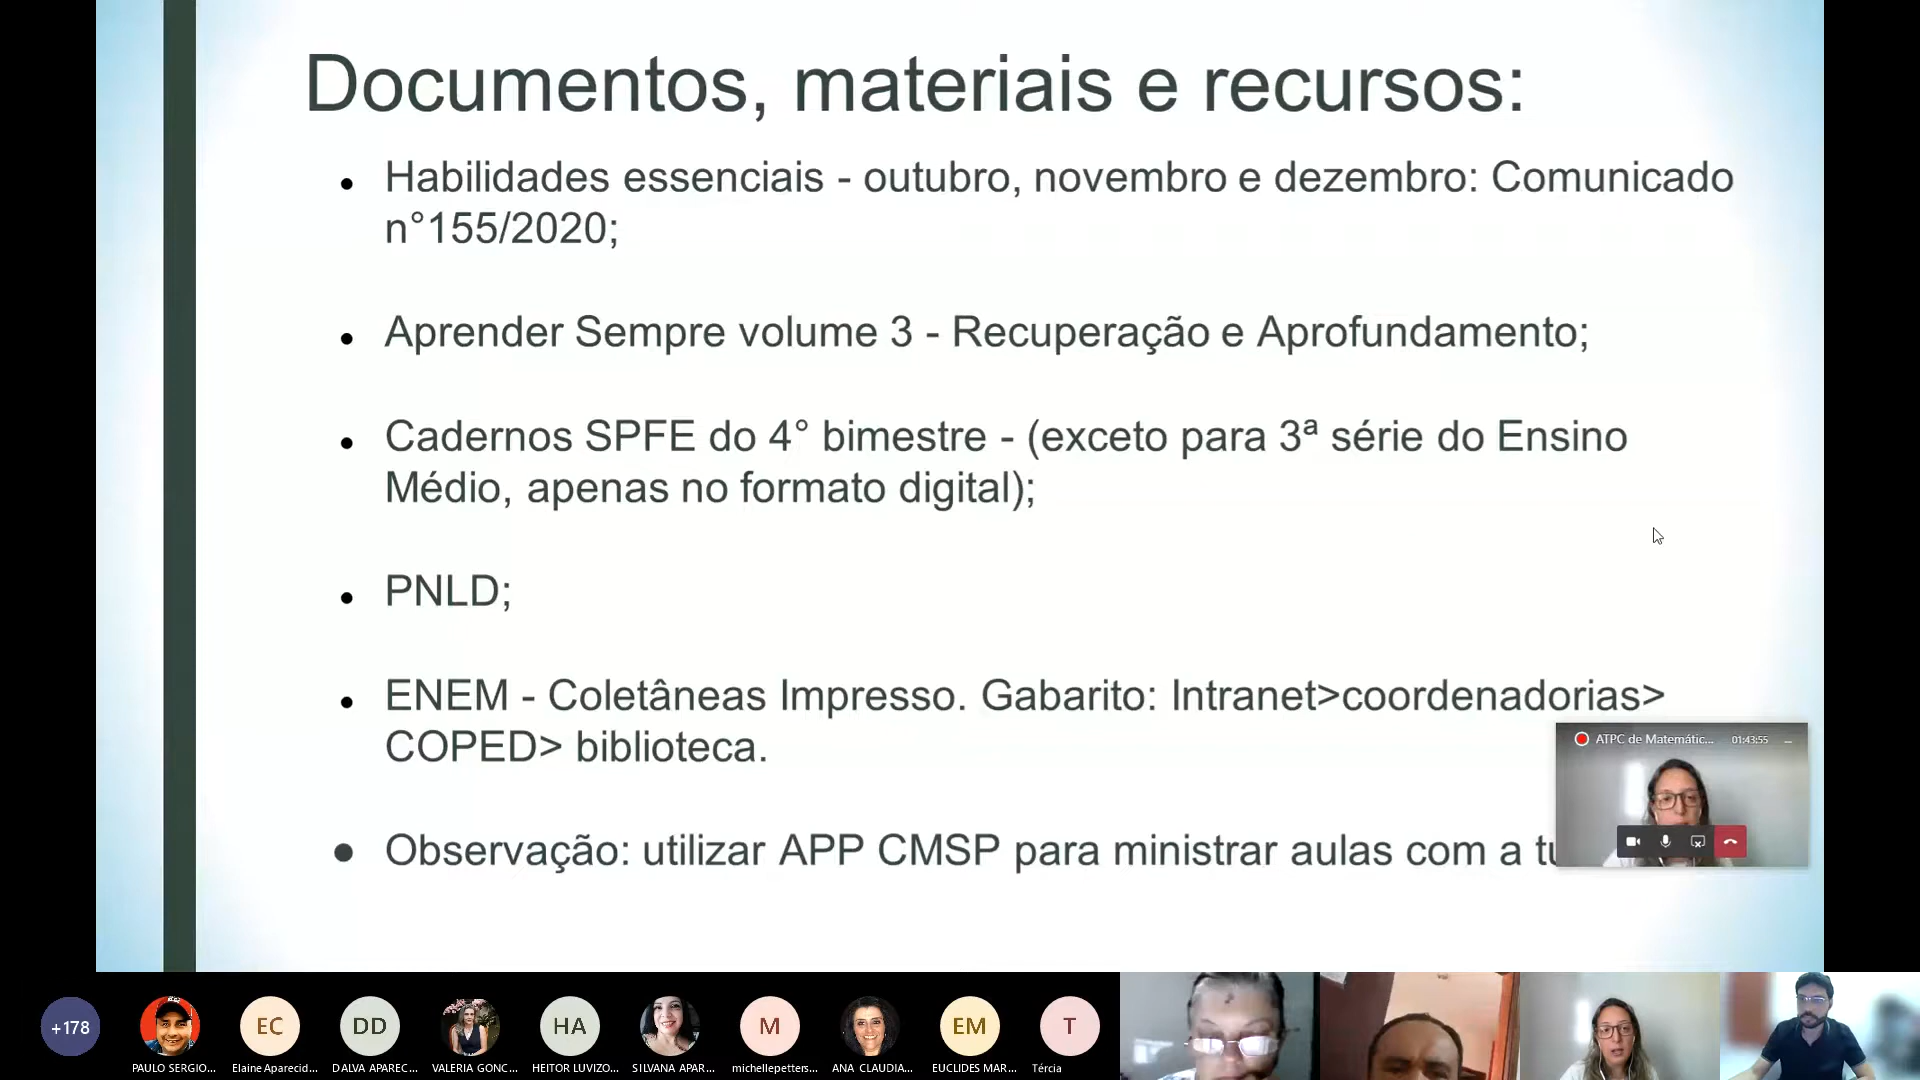 Documentos, materiais e recursos:
Habilidades essenciais - outubro, novembro e dezembro: Comunicado
n°155/2020;
Aprender Sempre volume 3 - Recuperação e Aprofundamento;
Cadernos SPFE do 4° bimestre - (exceto para 3ª série do Ensino
Médio, apenas no formato digital);
PNLD;
ENEM - Coletâneas Impresso. Gabarito: Intranet>coordenadorias>
COPED> biblioteca.
ATPC de Matemátic... 01:43:55
Observação: utilizar APP CMSP para ministrar aulas com a
+178 EC DD HA M EM T
PAULO SERGIO... Elaine Aparecid... DALVA APAREC... VALERIA GONC... HEITOR LUVIZO... SILVANA APAR... michellepetters... ANA CLAUDIA... EUCLIDES MAR... Tércia